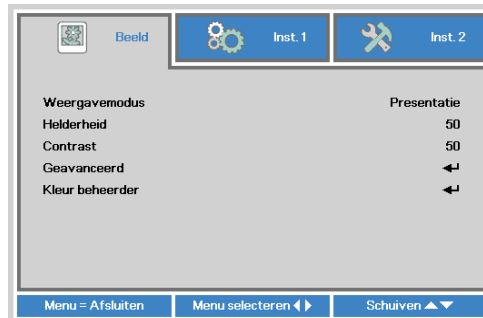 Beeld Inst. 1 Inst. 2
Weergavemodus Presentatie
Helderheid 50
Contrast 50
Geavanceerd
Kleur beheerder
Menu = Afsluiten Menu selecteren Schuiven